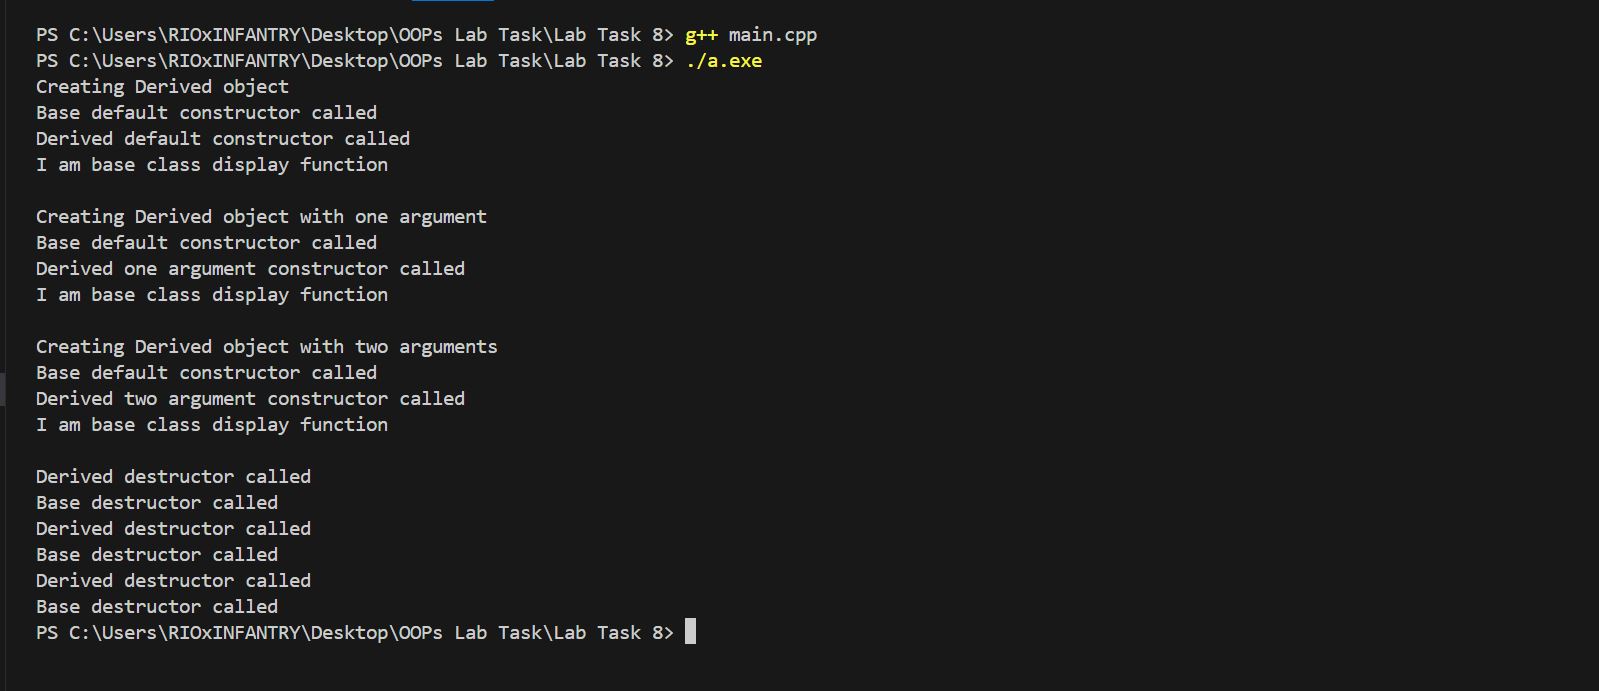 PS C:\Users\RIOxINFANTRY\Desktop\OOPs Lab Task\Lab Task 8> g++ main.cpp
PS C:\Users\RIOxINFANTRY\Desktop\OOPs Lab Task\Lab Task 8> ./a.exe
Creating Derived object
Base default constructor called
Derived default constructor called
I am base class display function
Creating Derived object with one argument
Base default constructor called
Derived one argument constructor called
I am base class display function
Creating Derived object with two arguments
Base default constructor called
Derived two argument constructor called
I am base class display function
Derived destructor called
Base destructor called
Derived destructor called
Base destructor called
Derived destructor called
Base destructor called
PS C:\Users\RIOxINFANTRY\Desktop\OOPs Lab Task\Lab Task 8>